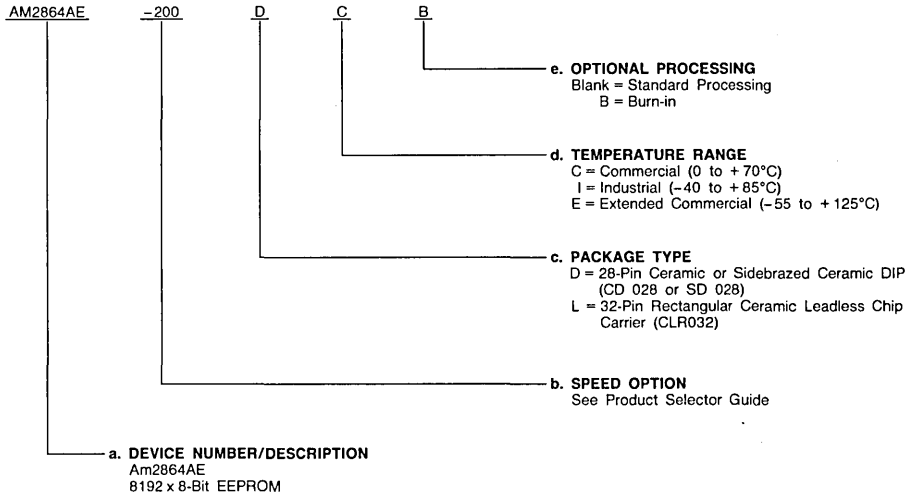 AM2864AE -200 D C B
e. OPTIONAL PROCESSING
Blank = Standard Processing
B = Burn-in
d. TEMPERATURE RANGE
C = Commercial (0 to +70°C)
I = Industrial (-40 to +85°C)
E = Extended Commercial (-55 to +125°C)
c. PACKAGE TYPE
D = 28-Pin Ceramic or Sidebrazed Ceramic DIP
(CD 028 or SD 028)
L = 32-Pin Rectangular Ceramic Leadless Chip
Carrier (CLR032)
b. SPEED OPTION
See Product Selector Guide
a. DEVICE NUMBER/DESCRIPTION
Am2864AE
8192 x 8-Bit EEPROM